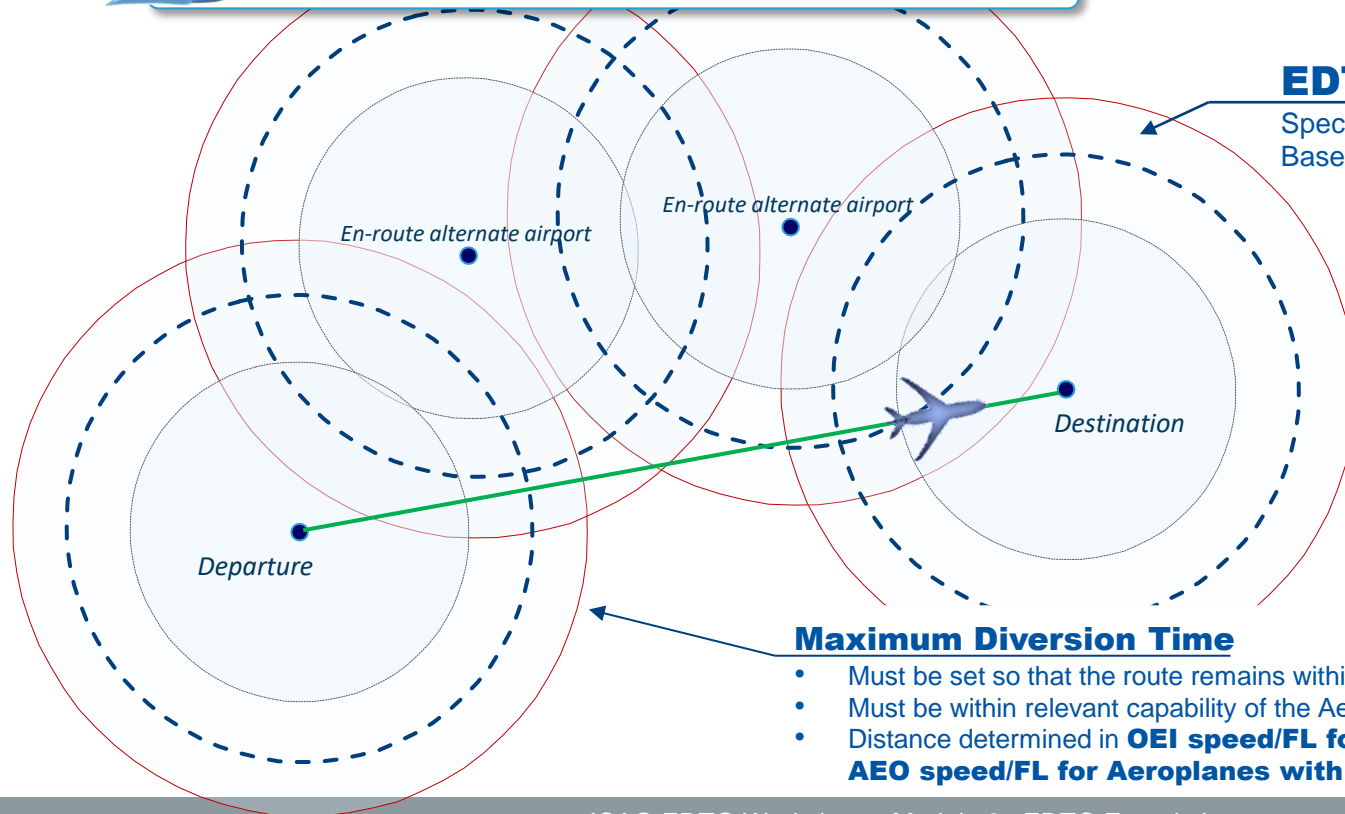 En-route alternate airport
En-route alternate airport
Spec
Base
Destination
Departure
Maximum Diversion Time
• Must be set so that the route remains withi
• Must be within relevant capability of the Ae
• Distance determined in OEI speed/FL fo
AEO speed/FL for Aeroplanes with